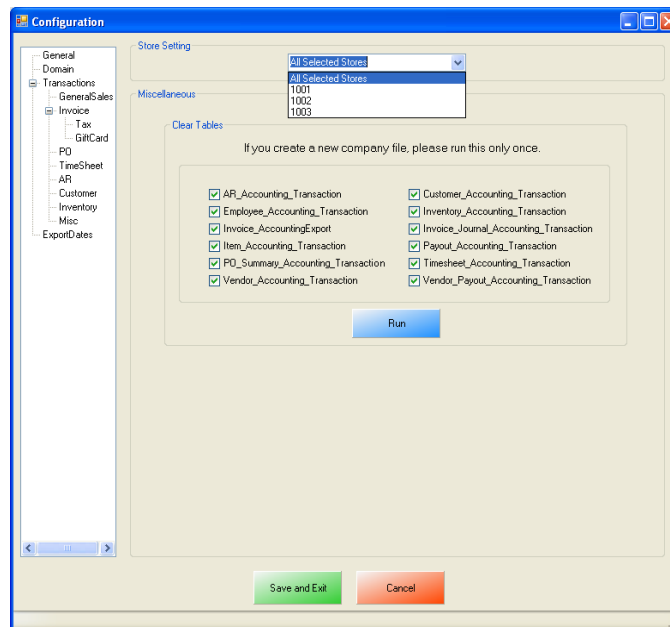 Configuration
General
Domain
Transactions
GeneralSales
Invoice
Tax
GiftCard
PO
TimeSheet
AR
Customer
Inventory
Misc
ExportDates
Store Setting
All Selected Stores
All Selected Stores
1001
1002
1003
Miscellaneous
Clear Tables
If you create a new company file, please run this only once.
AR_Accounting_Transaction Customer_Accounting_Transaction
Employee_Accounting_Transaction Inventory_Accounting_Transaction
Invoice_AccountingExport Invoice_Journal_Accounting_Transaction
Item_Accounting_Transaction Payout_Accounting_Transaction
PO_Summary_Accounting_Transaction Timesheet_Accounting_Transaction
Vendor_Accounting_Transaction Vendor_Payout_Accounting_Transaction
Run
Save and Exit Cancel